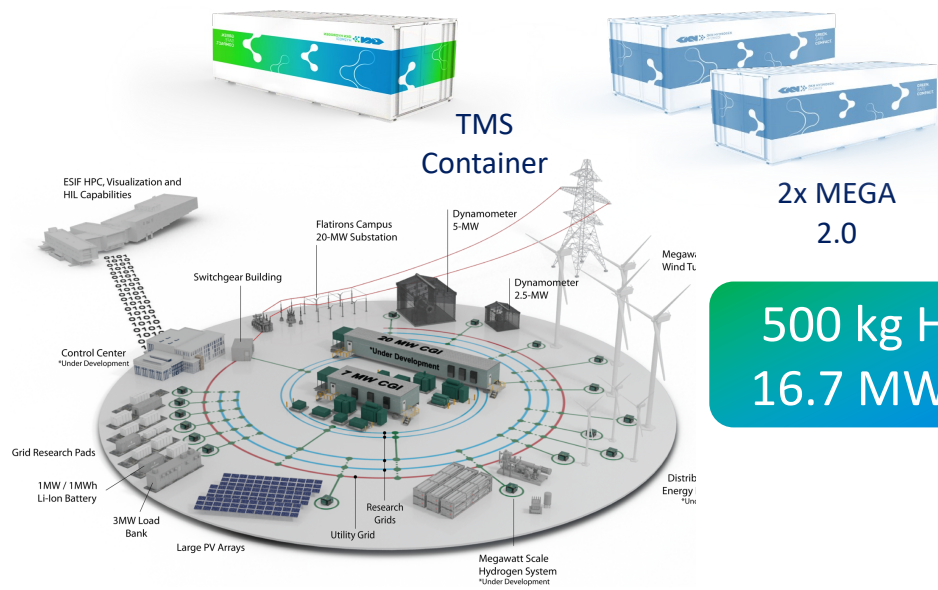 TMS
Container
2x MEGA
2.0
500 kg H
16.7 MW
ESIF HPC, Visualization and
HIL Capabilities
Flatirons Campus
20-MW Substation
Dynamometer
5-MW
Switchgear Building
Dynamometer
2.5-MW
Megawa
Wind Tu
Control Center
*Under Development
20 MW CGI
*Under Development
7 MW CGI
Grid Research Pads
1MW / 1MWh
Li-Ion Battery
3MW Load
Bank
Large PV Arrays
Utility Grid
Research
Grids
Megawatt Scale
Hydrogen System
*Under Development
Distrib
Energy
*Un